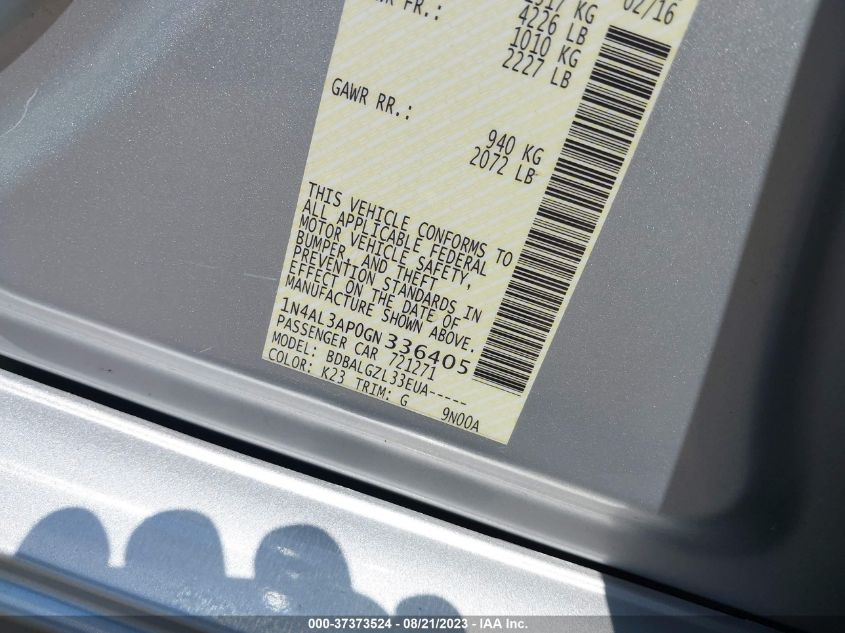 02/16
FR.: KG
4226 LB
1010 KG
2227 LB
GAWR RR.:
940 KG
2072 LB
THIS VEHICLE CONFORMS TO
ALL APPLICABLE FEDERAL
MOTOR VEHICLE SAFETY,
BUMPER, AND THEFT
PREVENTION STANDARDS IN
EFFECT ON THE DATE OF
MANUFACTURE SHOWN ABOVE.
1N4AL3AP0GN336405
PASSENGER CAR 721271
MODEL: BDBALGZL33EUA-----
COLOR: K23 TRIM: G 9N00A
000-37373524 - 08/21/2023 - IAA Inc.